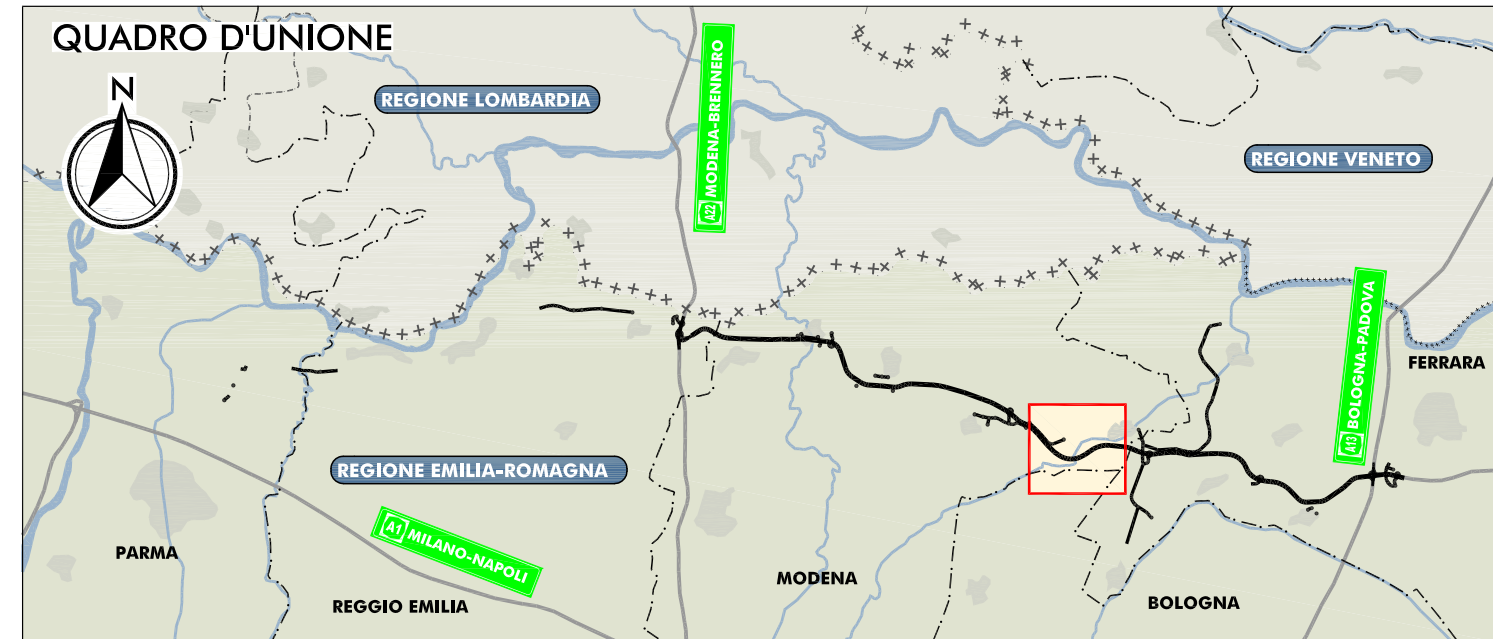 QUADRO D'UNIONE
N
REGIONE LOMBARDIA
A22 MODENA-BRENNERO
REGIONE VENETO
A13 BOLOGNA-PADOVA
FERRARA
REGIONE EMILIA-ROMAGNA
A1 MILANO-NAPOLI
PARMA
REGGIO EMILIA
MODENA
BOLOGNA